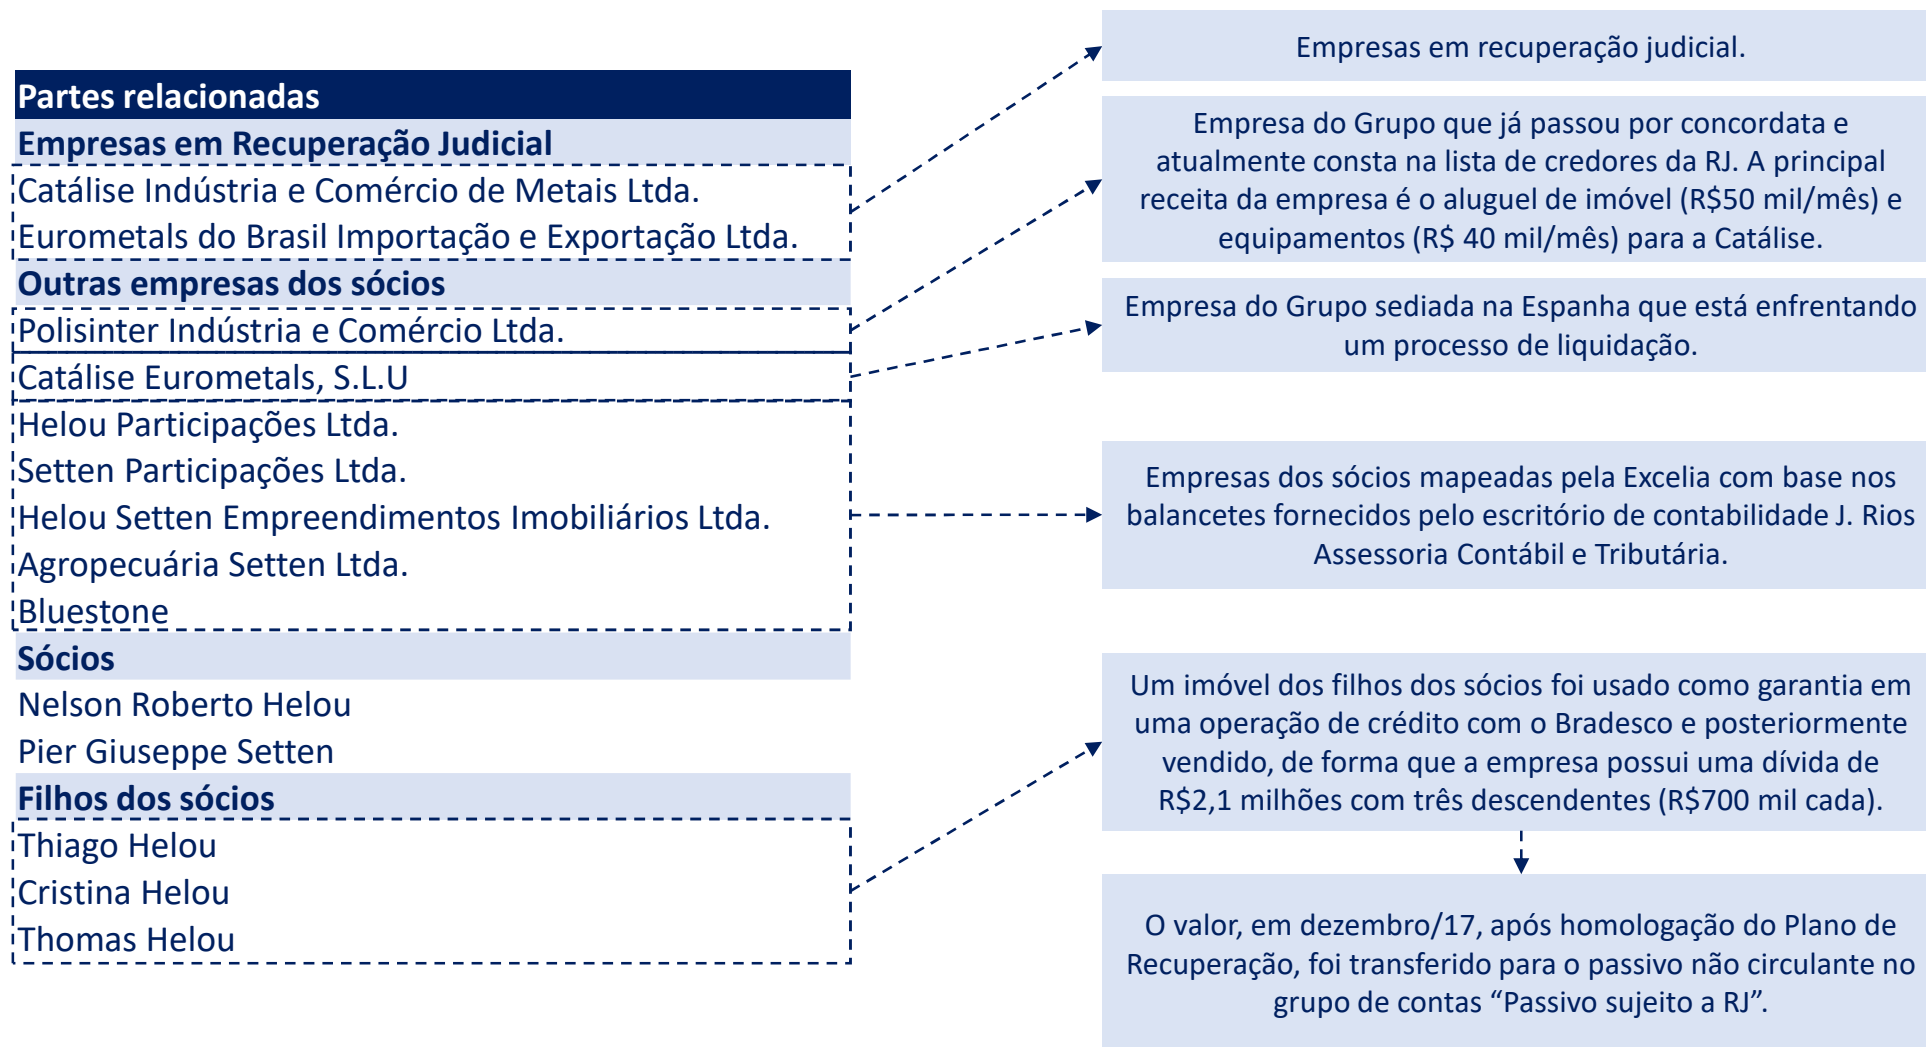 Partes relacionadas
Empresas em Recuperação Judicial
Catálise Indústria e Comércio de Metais Ltda.
Eurometals do Brasil Importação e Exportação Ltda.
Outras empresas dos sócios
Polisinter Indústria e Comércio Ltda.
Catálise Eurometals, S.L.U
Helou Participações Ltda.
Setten Participações Ltda.
Helou Setten Empreendimentos Imobiliários Ltda.
Agropecuária Setten Ltda.
Bluestone
Sócios
Nelson Roberto Helou
Pier Giuseppe Setten
Filhos dos sócios
Thiago Helou
Cristina Helou
Thomas Helou
Empresas em recuperação judicial.
Empresa do Grupo que já passou por concordata e
atualmente consta na lista de credores da RJ. A principal
receita da empresa é o aluguel de imóvel (R$50 mil/mês) e
equipamentos (R$ 40 mil/mês) para a Catálise.
Empresa do Grupo sediada na Espanha que está enfrentando
um processo de liquidação.
Empresas dos sócios mapeadas pela Excelia com base nos
balancetes fornecidos pelo escritório de contabilidade J. Rios
Assessoria Contábil e Tributária.
Um imóvel dos filhos dos sócios foi usado como garantia em
uma operação de crédito com o Bradesco e posteriormente
vendido, de forma que a empresa possui uma dívida de
R$2,1 milhões com três descendentes (R$700 mil cada).
O valor, em dezembro/17, após homologação do Plano de
Recuperação, foi transferido para o passivo não circulante no
grupo de contas “Passivo sujeito a RJ”.